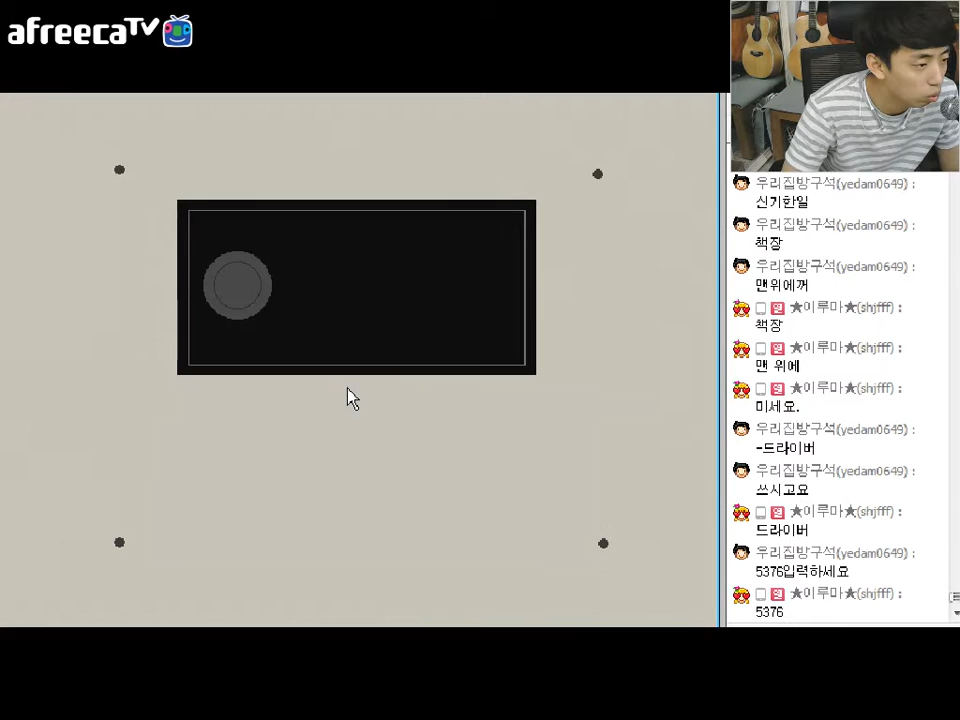 afreecaTV
우리집방구석(yedam0649) :
신기한일
우리집방구석(yedam0649) :
책장
우리집방구석(yedam0649) :
맨위에꺼
열 ★이루마★(shjfff) :
책장
열 ★이루마★(shjfff) :
맨 위에
열 ★이루마★(shjfff) :
미세요.
우리집방구석(yedam0649) :
-드라이버
우리집방구석(yedam0649) :
쓰시고요
열 ★이루마★(shjfff) :
드라이버
우리집방구석(yedam0649) :
5376입력하세요
열 ★이루마★(shjfff) :
5376